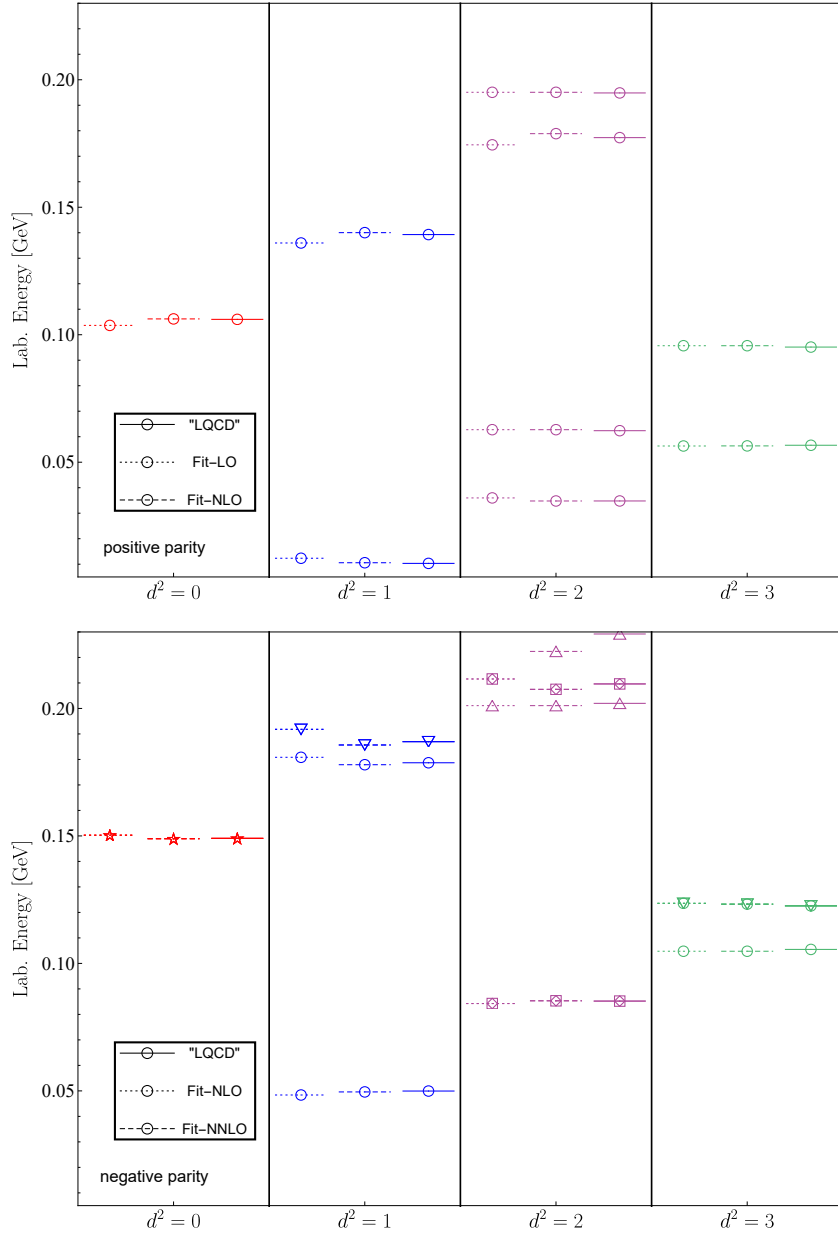 0.20
0.15
0.10
0.05
Lab. Energy [GeV]
"LQCD"
Fit−LO
Fit−NLO
positive parity
d² = 0
d² = 1
d² = 2
d² = 3
0.20
0.15
0.10
0.05
Lab. Energy [GeV]
"LQCD"
Fit−NLO
Fit−NNLO
negative parity
d² = 0
d² = 1
d² = 2
d² = 3